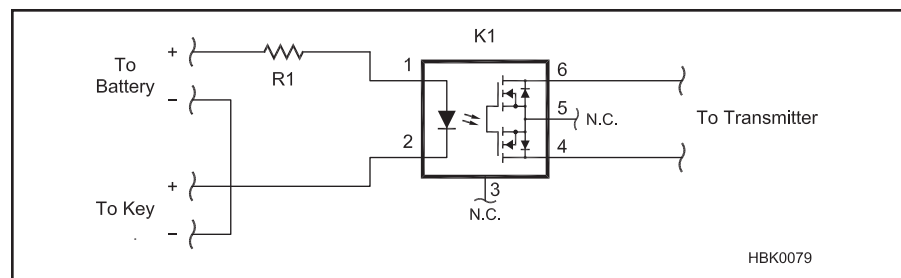 K1
+
To
Battery
–
R1
1
2
3
N.C.
6
5
N.C.
4
To Transmitter
+
To Key
–
HBK0079